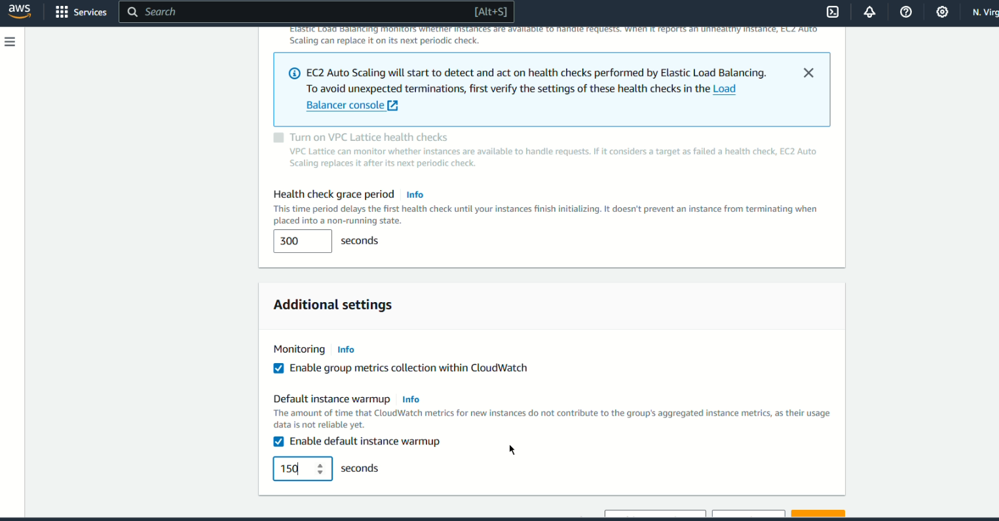 aws
Services
Search
[Alt+S]
N. Virg
Elastic Load Balancing monitors whether instances are available to handle requests. When it reports an unhealthy instance, EC2 Auto
Scaling can replace it on its next periodic check.
EC2 Auto Scaling will start to detect and act on health checks performed by Elastic Load Balancing.
To avoid unexpected terminations, first verify the settings of these health checks in the Load
Balancer console
Turn on VPC Lattice health checks
VPC Lattice can monitor whether instances are available to handle requests. If it considers a target as failed a health check, EC2 Auto
Scaling replaces it after its next periodic check.
Health check grace period Info
This time period delays the first health check until your instances finish initializing. It doesn't prevent an instance from terminating when
placed into a non-running state.
300 seconds
Additional settings
Monitoring Info
Enable group metrics collection within CloudWatch
Default instance warmup Info
The amount of time that CloudWatch metrics for new instances do not contribute to the group's aggregated instance metrics, as their usage
data is not reliable yet.
Enable default instance warmup
150 seconds